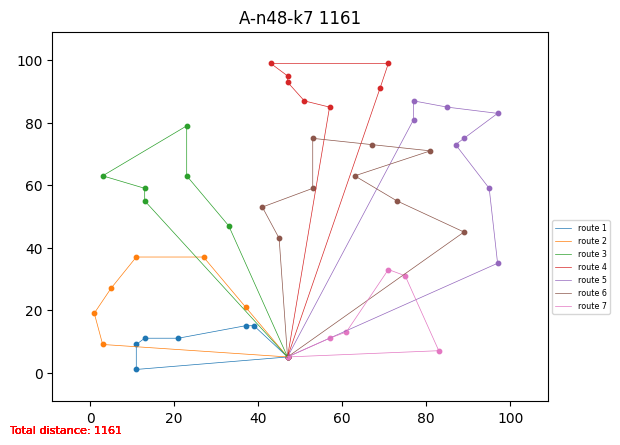 A-n48-k7 1161
100
80
60
40
20
0
0 20 40 60 80 100
route 1
route 2
route 3
route 4
route 5
route 6
route 7
Total distance: 1161